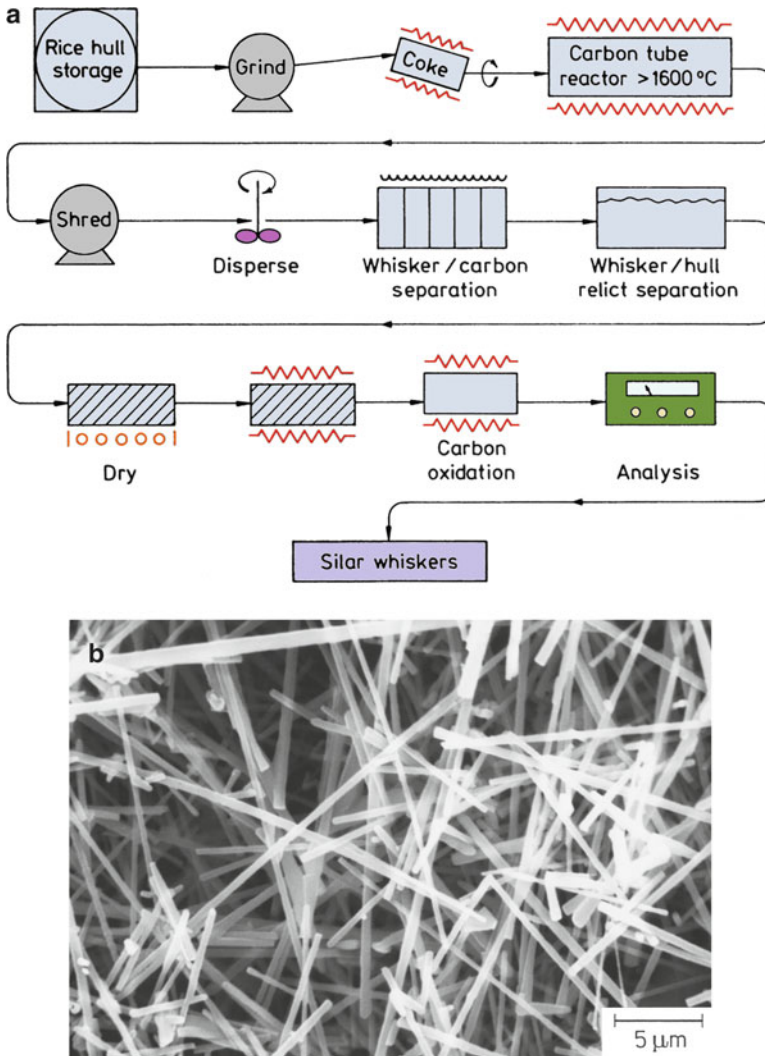 a
Rice hull
storage
Grind
Coke
Carbon tube
reactor >1600 °C
Shred
Disperse
Whisker/carbon
separation
Whisker/hull
relict separation
Dry
Carbon
oxidation
Analysis
Silar whiskers
b
5 μm